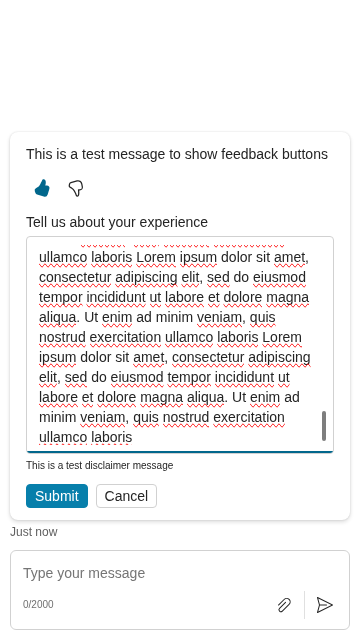 This is a test message to show feedback buttons
Tell us about your experience
ullamco laboris Lorem ipsum dolor sit amet,
consectetur adipiscing elit, sed do eiusmod
tempor incididunt ut labore et dolore magna
aliqua. Ut enim ad minim veniam, quis
nostrud exercitation ullamco laboris Lorem
ipsum dolor sit amet, consectetur adipiscing
elit, sed do eiusmod tempor incididunt ut
labore et dolore magna aliqua. Ut enim ad
minim veniam, quis nostrud exercitation
ullamco laboris
This is a test disclaimer message
Submit Cancel
Just now
Type your message
0/2000